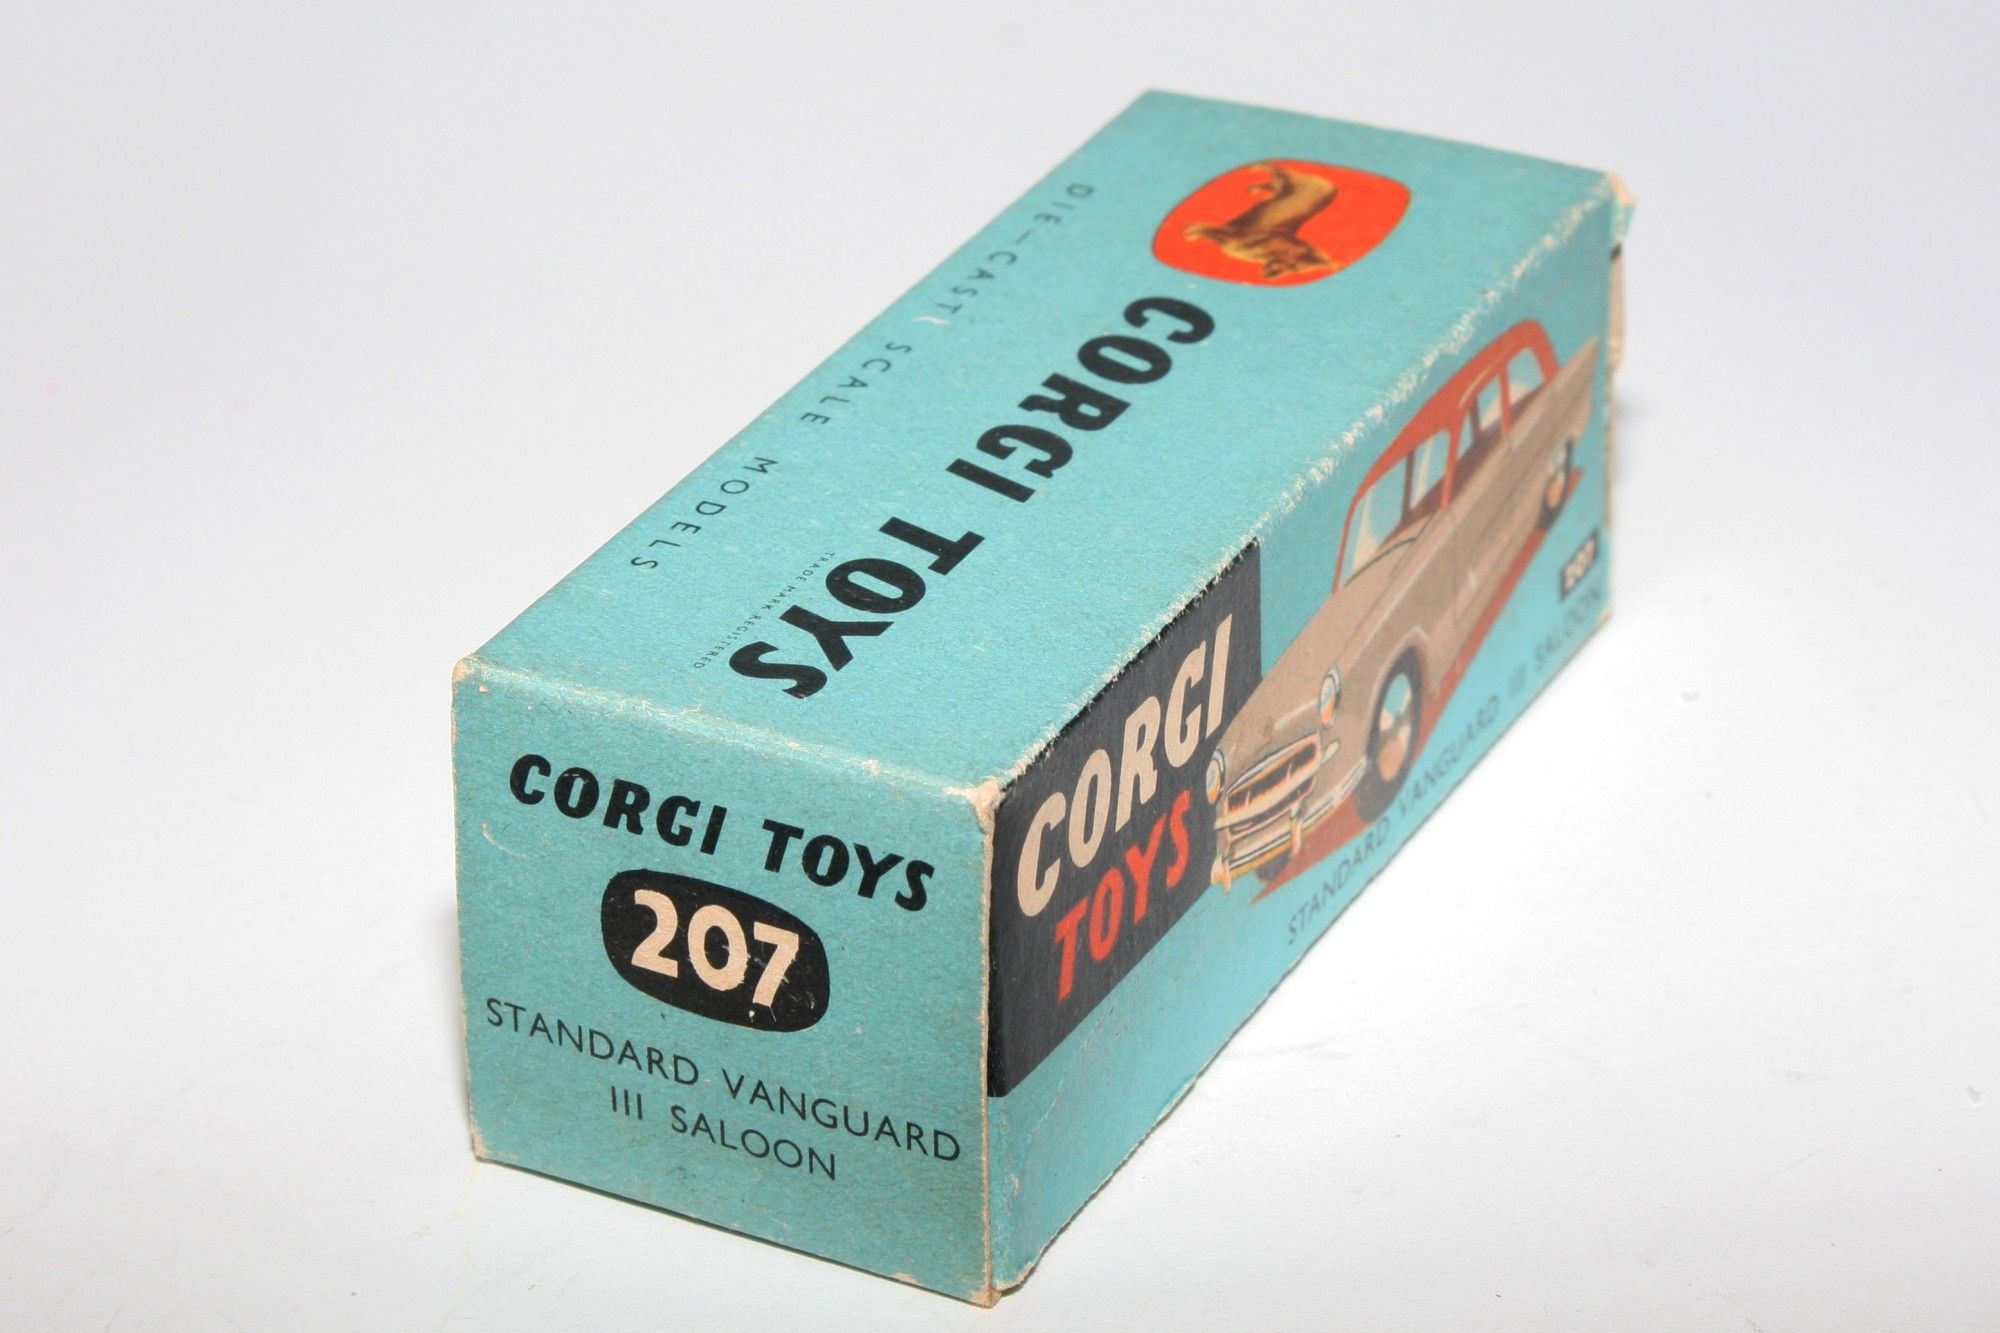 DIE-CAST SCALE MODELS
CORGI TOYS
TRADE MARK REGISTERED
CORGI TOYS
207
STANDARD VANGUARD
III SALOON
CORGI
TOYS
207
STANDARD VANGUARD III SALOON